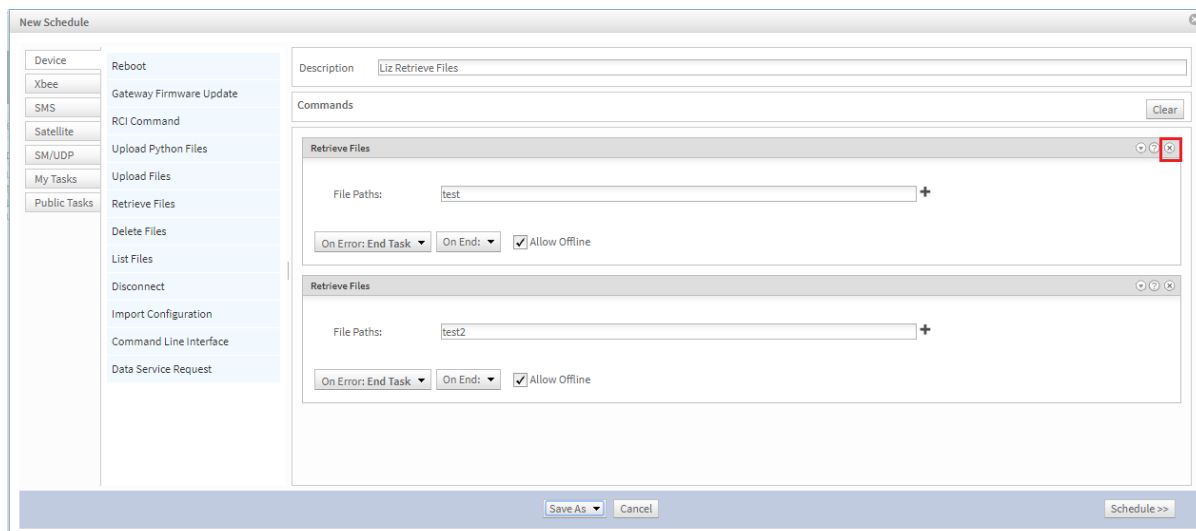 New Schedule
Device
Xbee
SMS
Satellite
SM/UDP
My Tasks
Public Tasks
Reboot
Gateway Firmware Update
RCI Command
Upload Python Files
Upload Files
Retrieve Files
Delete Files
List Files
Disconnect
Import Configuration
Command Line Interface
Data Service Request
Description Liz Retrieve Files
Commands
Clear
Retrieve Files
File Paths: test
On Error: End Task On End: Allow Offline
Retrieve Files
File Paths: test2
On Error: End Task On End: Allow Offline
Save As Cancel Schedule >>